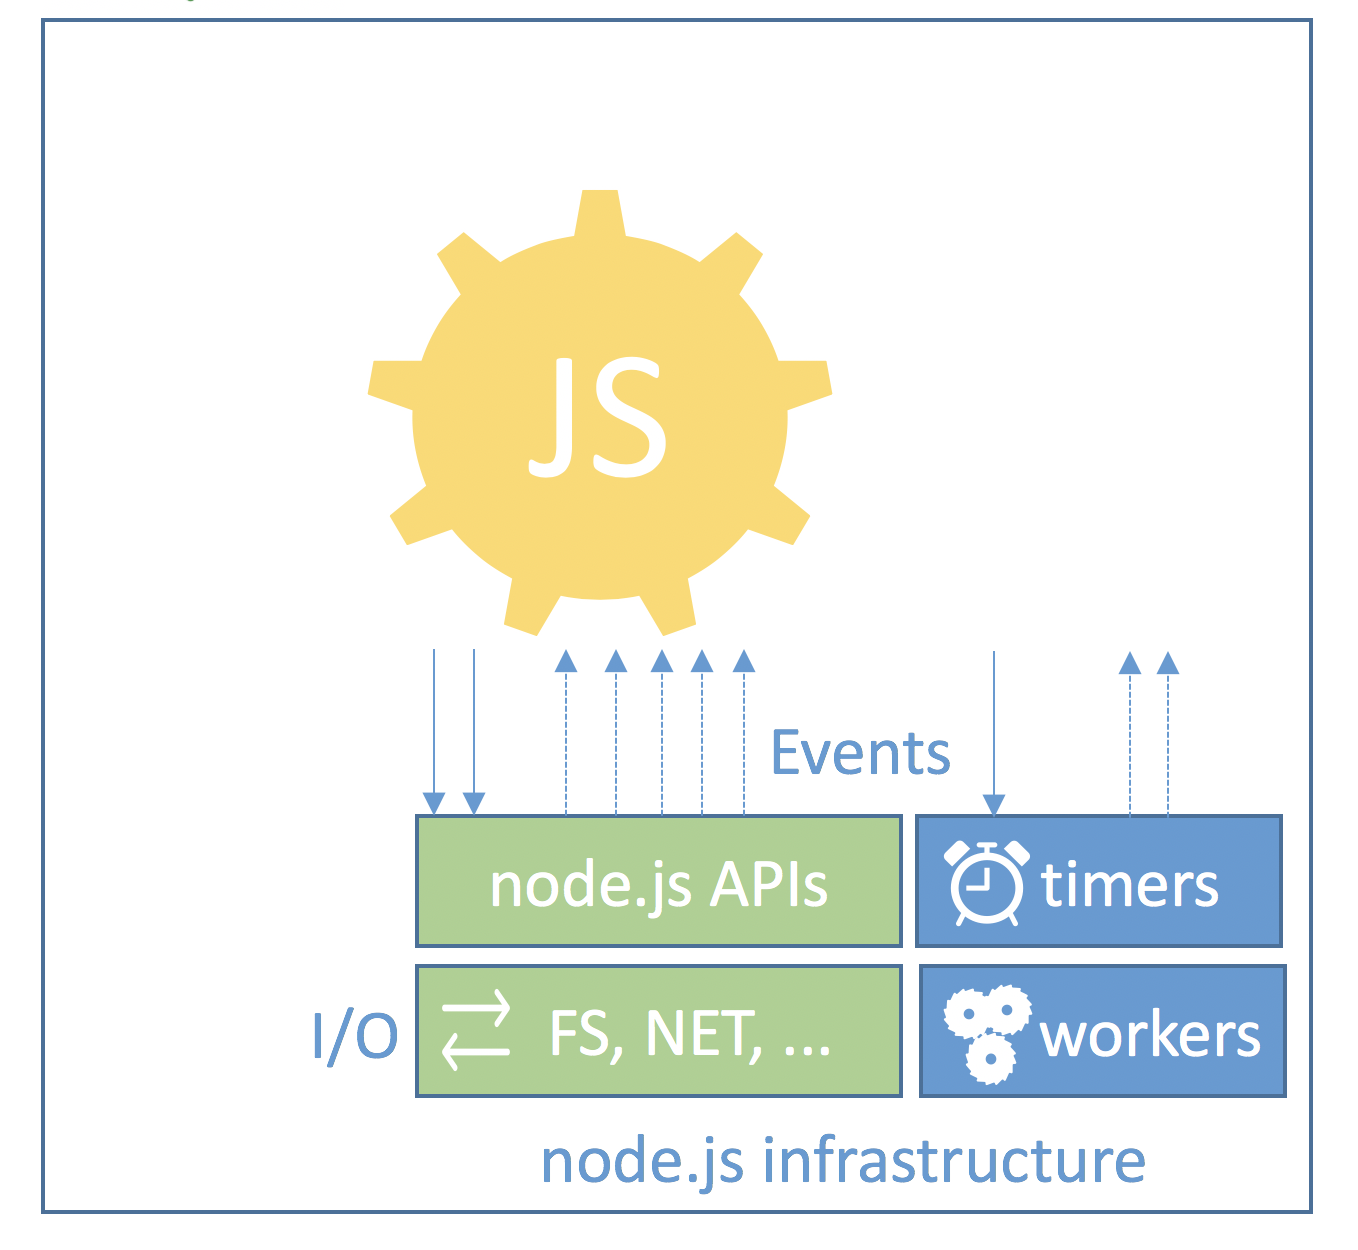 JS
Events
node.js APIs
timers
I/O
FS, NET, ...
workers
node.js infrastructure